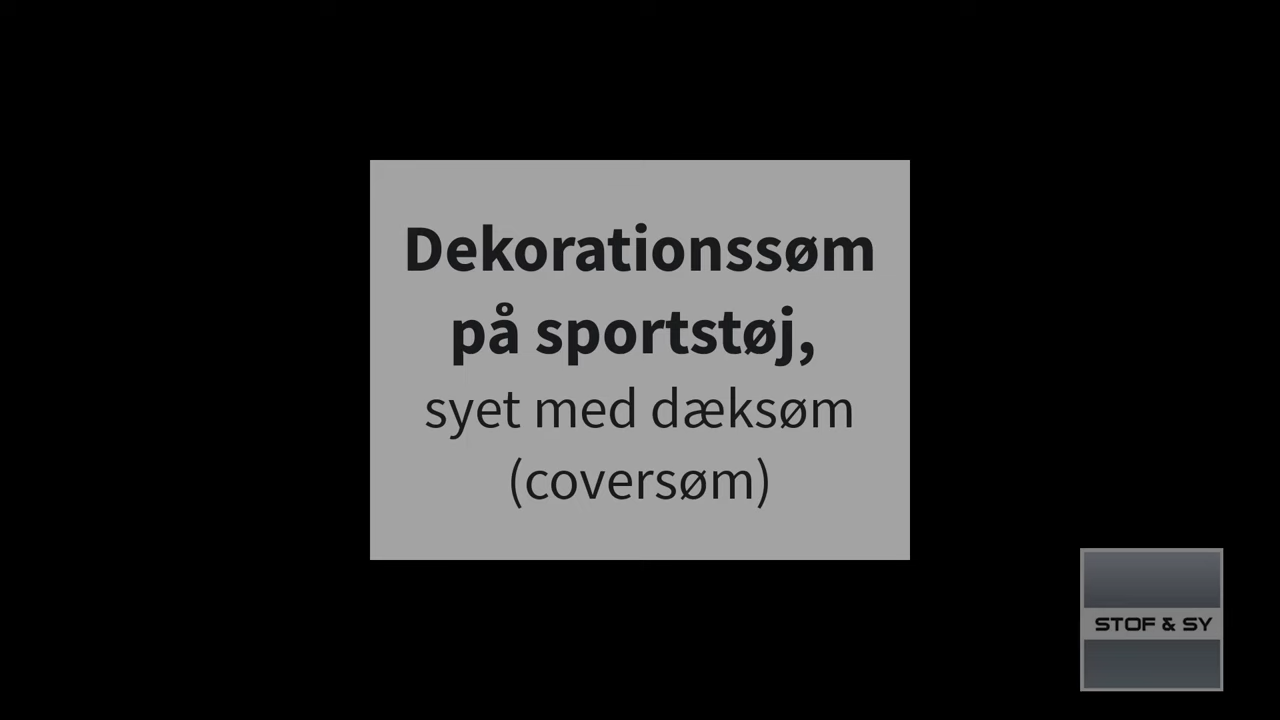 Dekorationssøm
på sportstøj,
syet med dæksøm
(coversøm)
STOF & SY